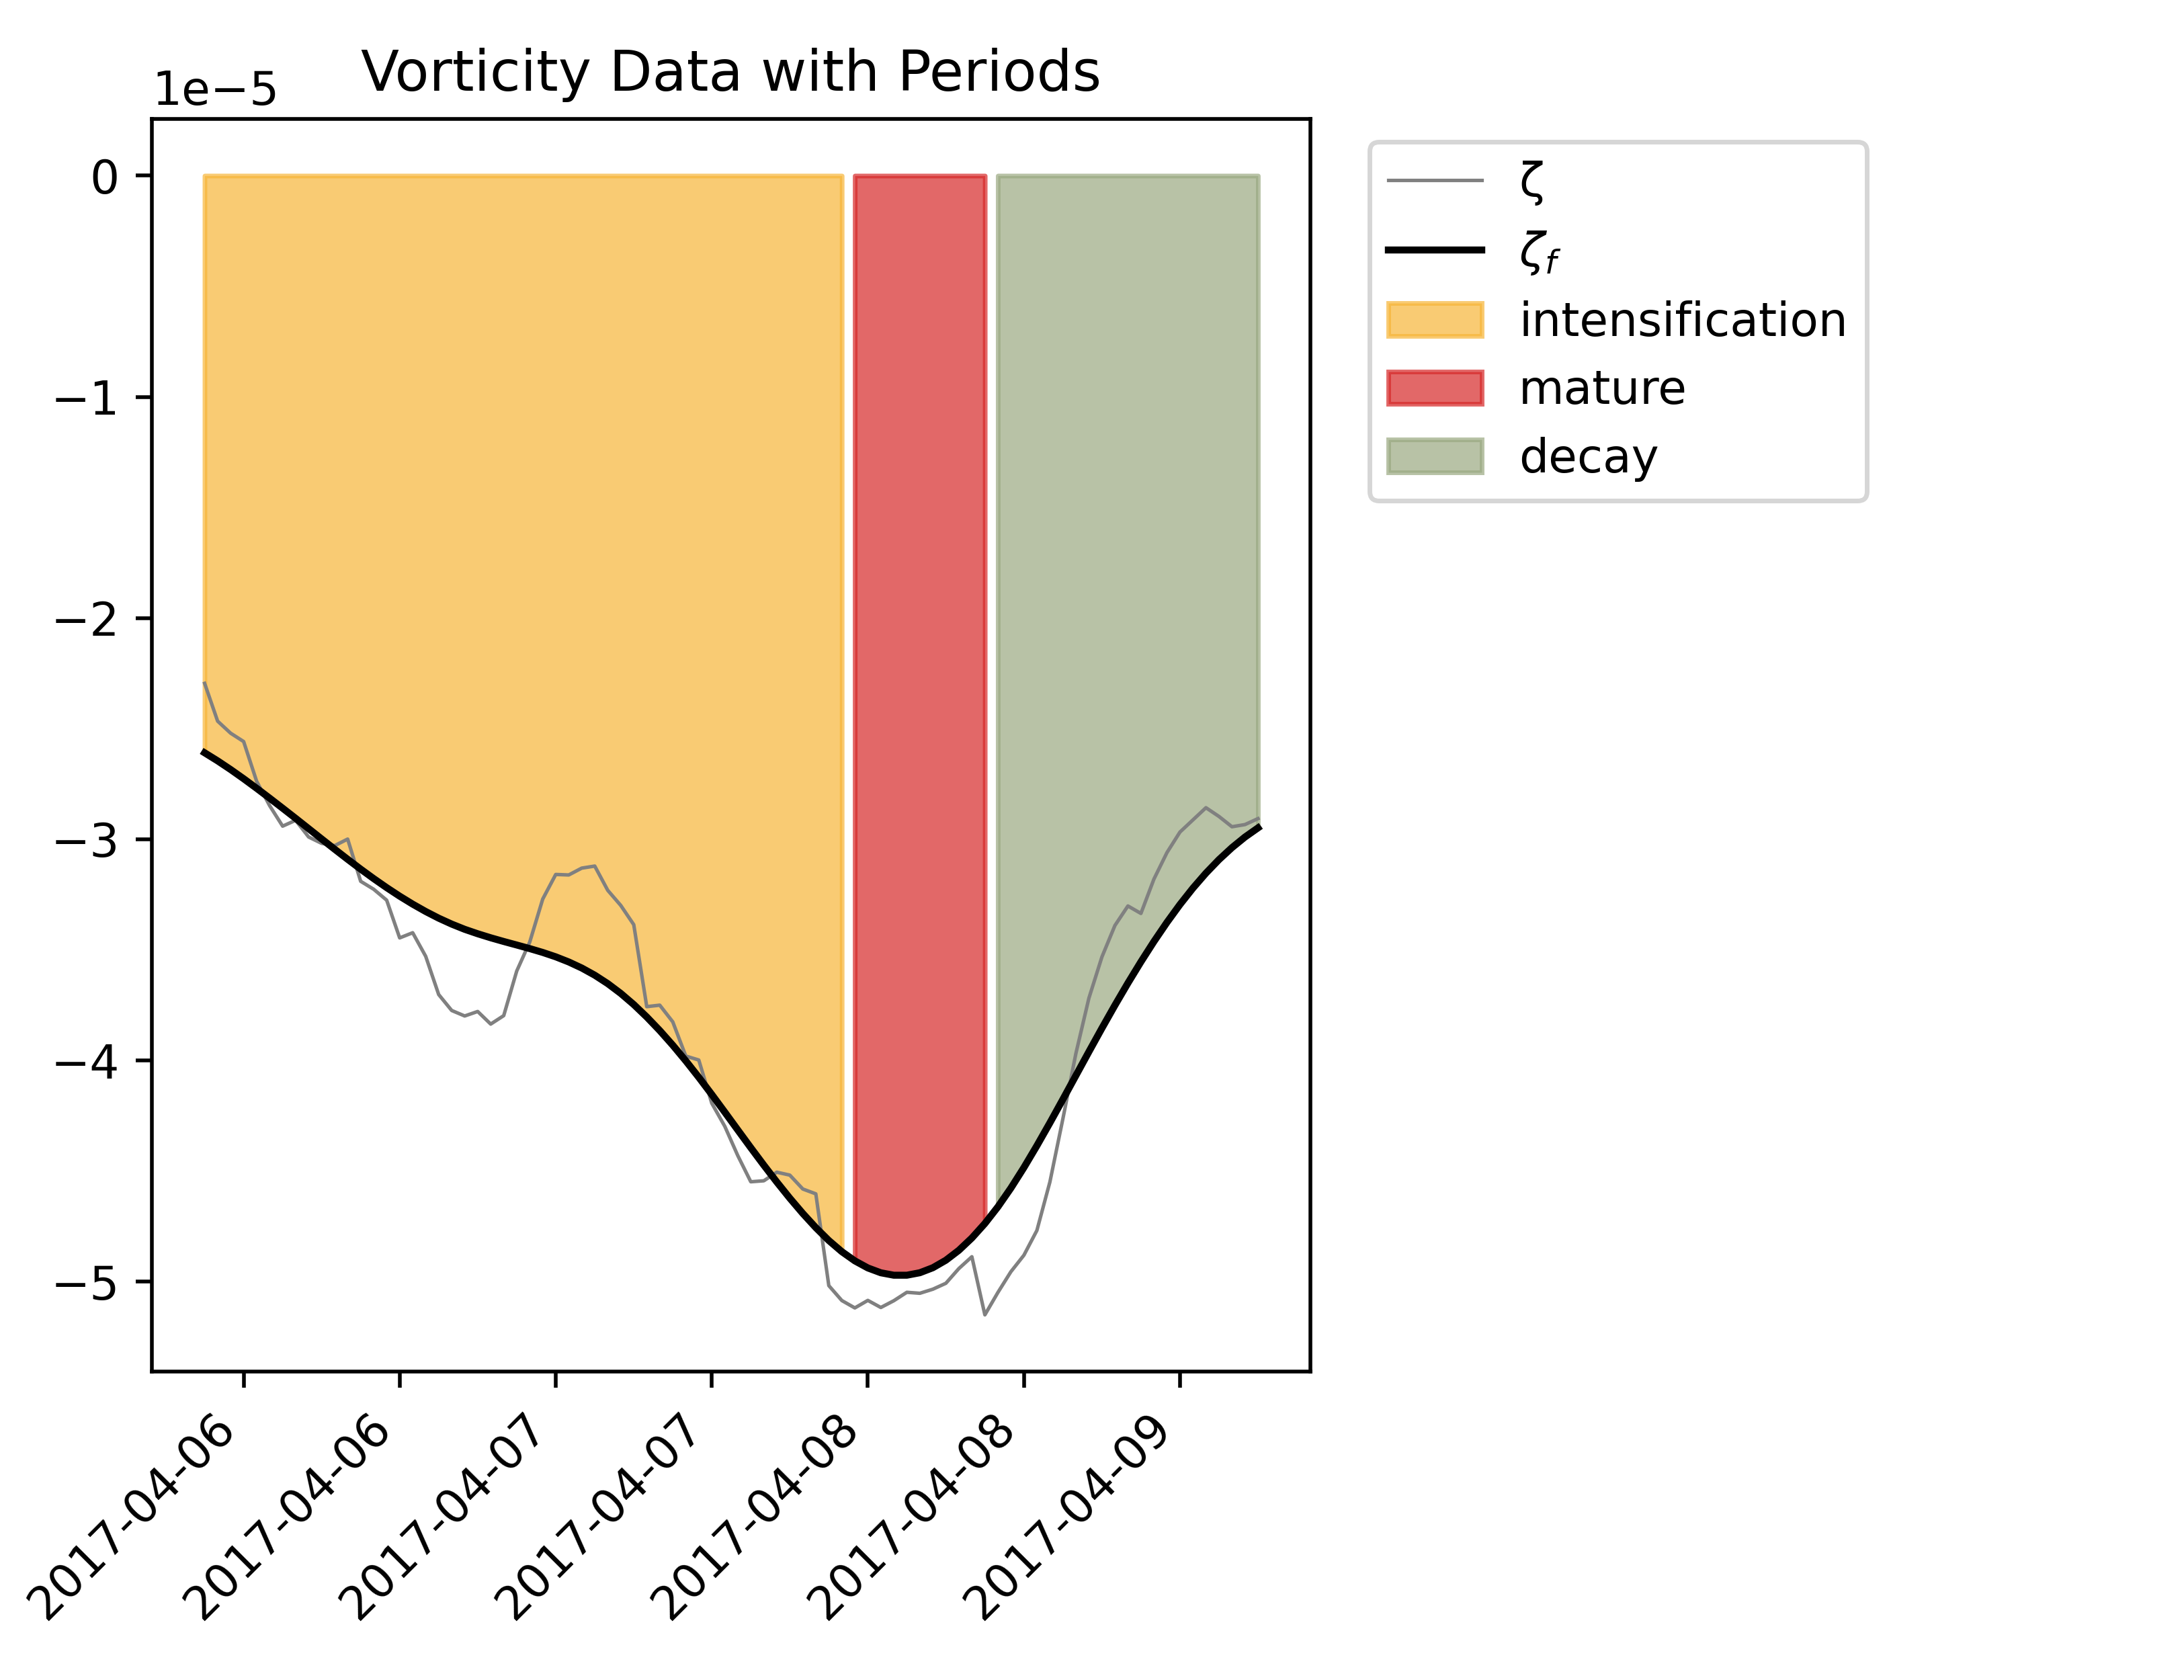 Vorticity Data with Periods
1e−5
0
−1
−2
−3
−4
−5
2017-04-06
2017-04-06
2017-04-07
2017-04-07
2017-04-08
2017-04-08
2017-04-09
ζ
ζf
intensification
mature
decay